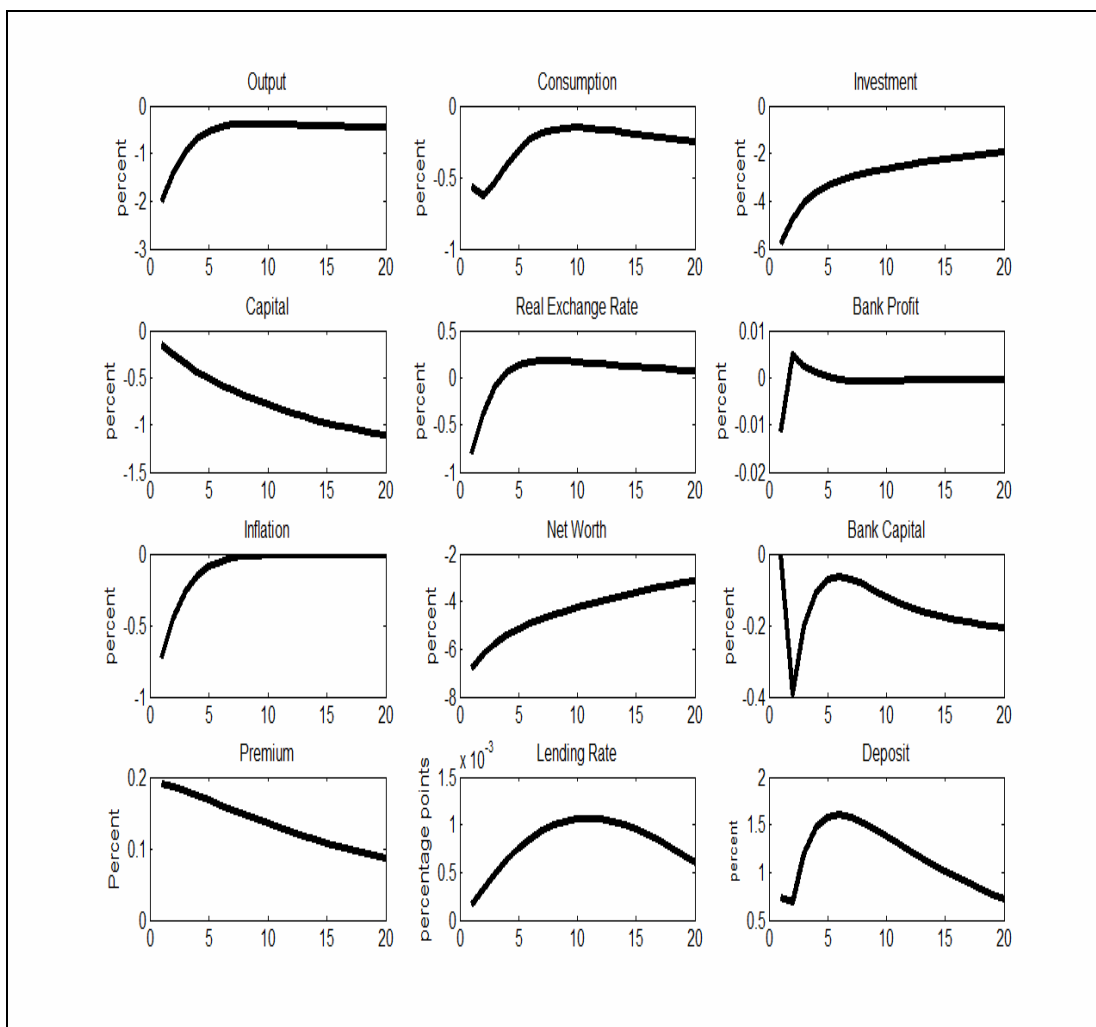 Output
Consumption
Investment
percent
0
-1
-2
-3
0 5 10 15 20
percent
0
-0.5
-1
0 5 10 15 20
0
-2
-4
-6
0 5 10 15 20
Capital
Real Exchange Rate
Bank Profit
percent
0
-0.5
-1
-1.5
0 5 10 15 20
percent
0.5
0
-0.5
-1
0 5 10 15 20
percent
0.01
0
-0.01
-0.02
0 5 10 15 20
Inflation
Net Worth
Bank Capital
percent
0
-0.5
-1
0 5 10 15 20
percent
-2
-4
-6
-8
0 5 10 15 20
percent
0
-0.2
-0.4
0 5 10 15 20
Premium
Lending Rate
Deposit
Percent
0.2
0.1
0
0 5 10 15 20
percentage points
x 10-3
1.5
1
0.5
0
0 5 10 15 20
percent
2
1.5
1
0.5
0 5 10 15 20
percent